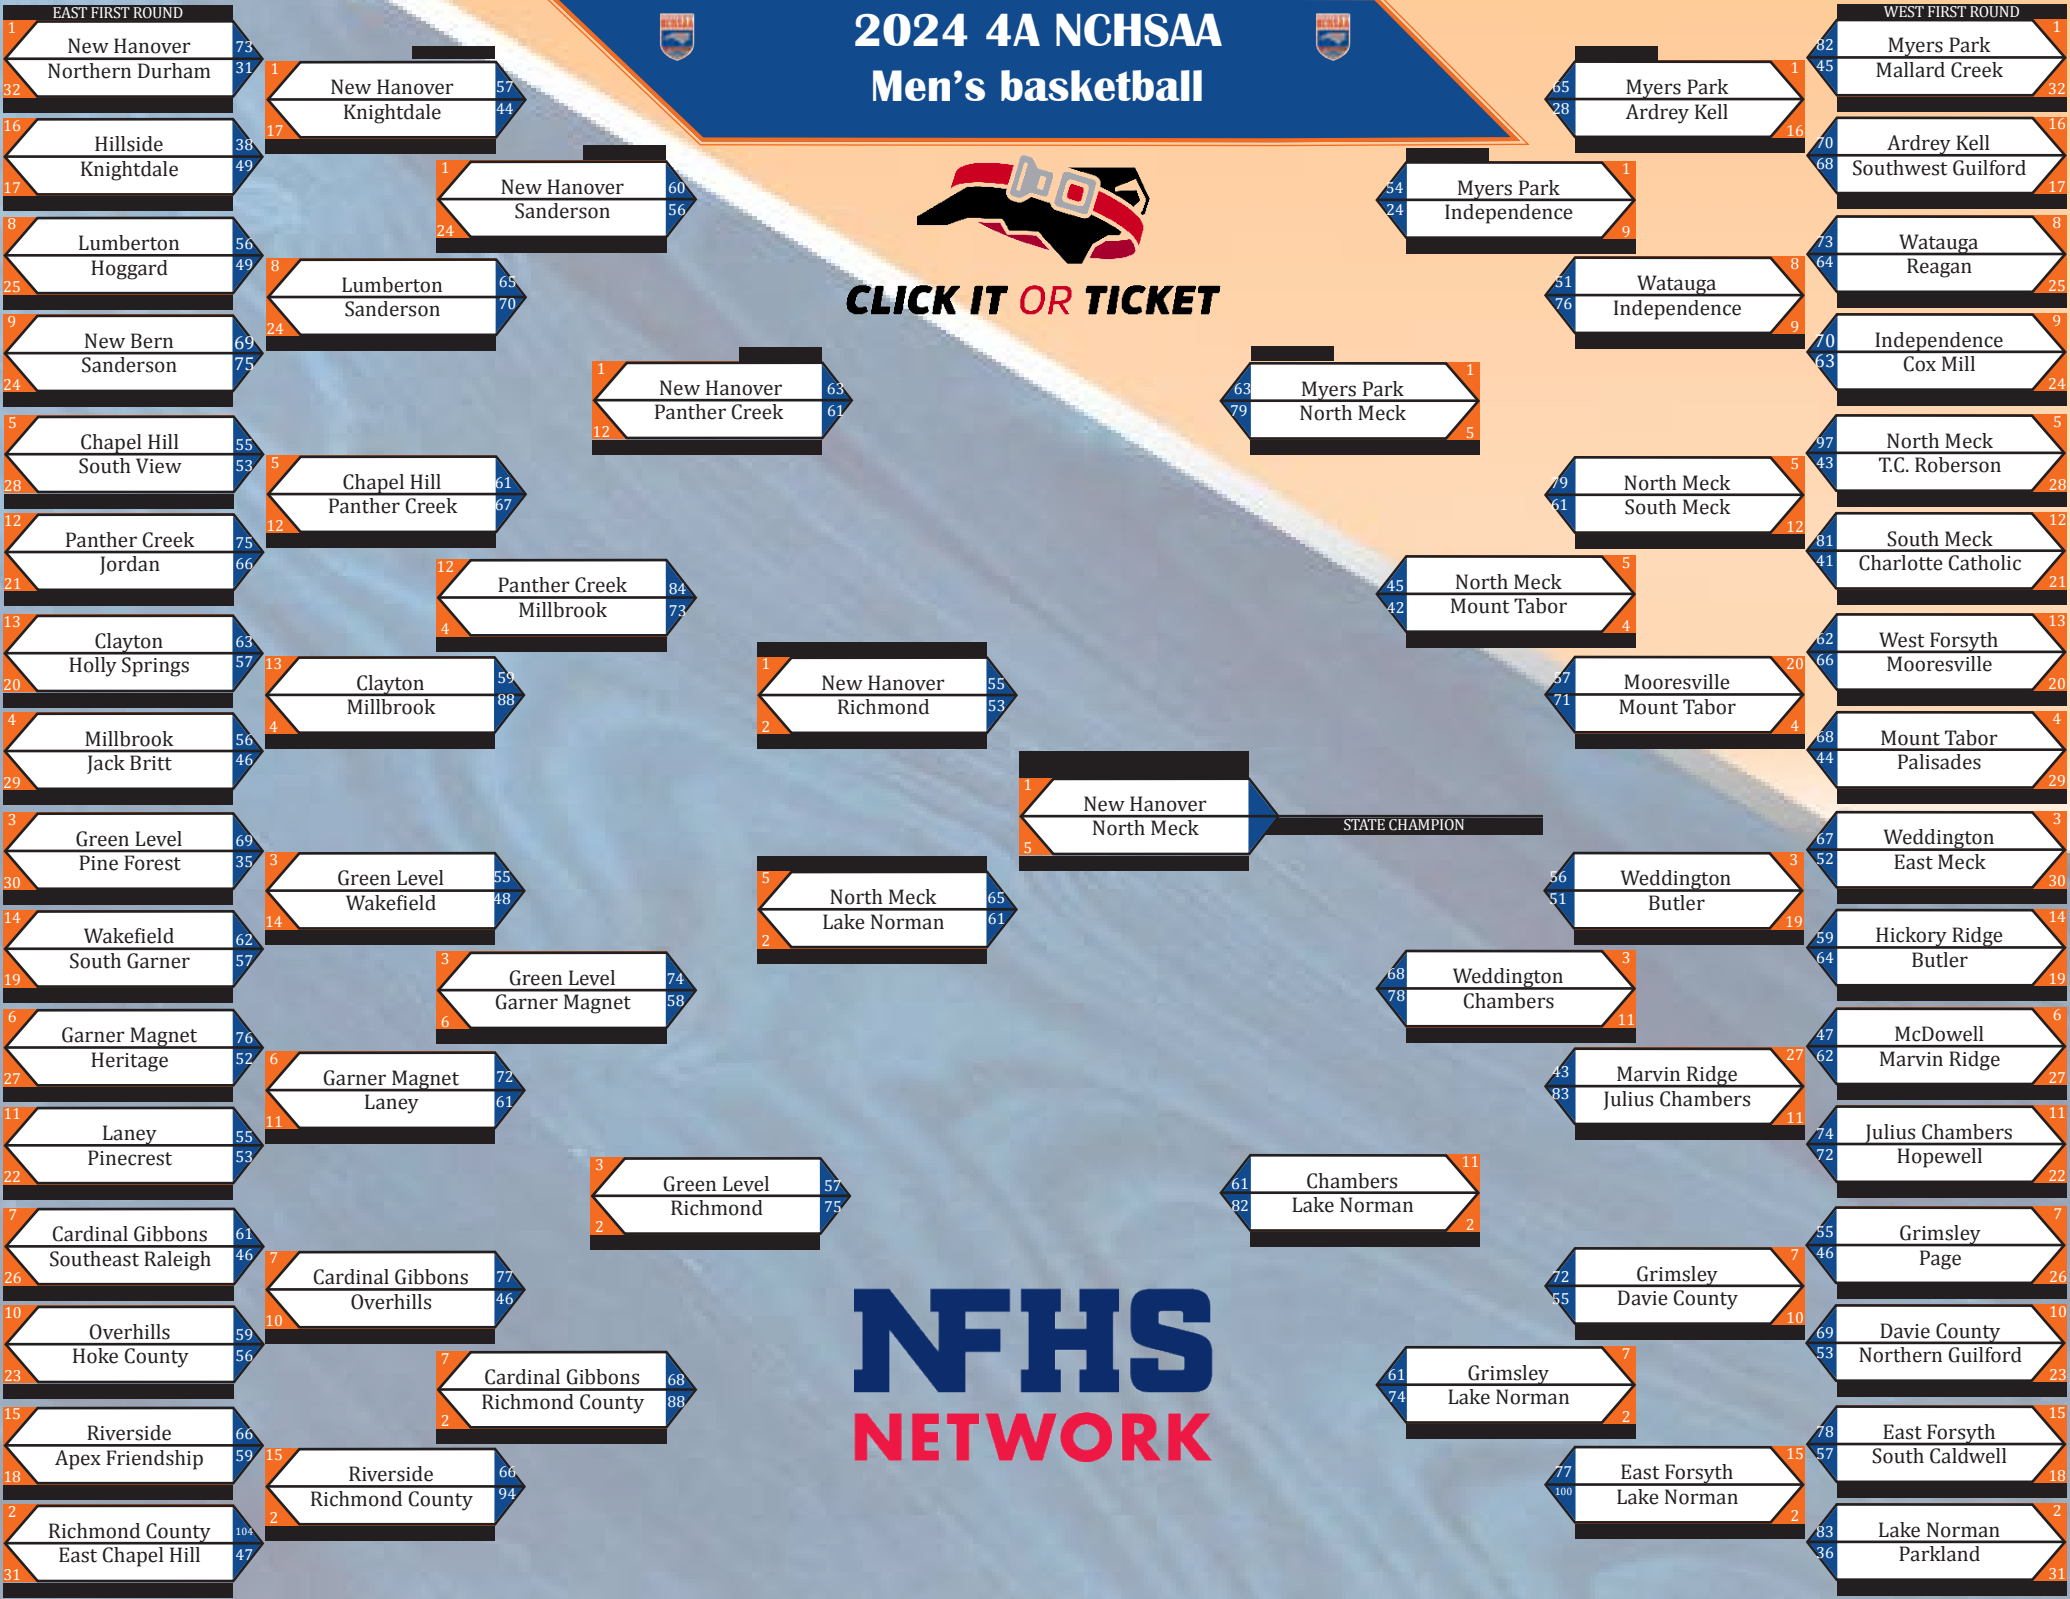 2024 4A NCHSAA
Men's basketball
CLICK IT OR TICKET
EAST FIRST ROUND
1
New Hanover 73
Northern Durham 31
32
16
Hillside 38
Knightdale 49
17
8
Lumberton 56
Hoggard 49
25
9
New Bern 69
Sanderson 75
24
5
Chapel Hill 55
South View 53
28
12
Panther Creek 75
Jordan 66
21
13
Clayton 63
Holly Springs 57
20
4
Millbrook 56
Jack Britt 46
29
3
Green Level 69
Pine Forest 35
30
14
Wakefield 62
South Garner 57
19
6
Garner Magnet 76
Heritage 52
27
11
Laney 55
Pinecrest 53
22
7
Cardinal Gibbons 61
Southeast Raleigh 46
26
10
Overhills 59
Hoke County 56
23
15
Riverside 66
Apex Friendship 59
18
2
Richmond County 104
East Chapel Hill 47
31
1
New Hanover 57
Knightdale 44
17
8
Lumberton 65
Sanderson 70
24
5
Chapel Hill 61
Panther Creek 67
12
13
Clayton 59
Millbrook 88
4
3
Green Level 55
Wakefield 48
14
6
Garner Magnet 72
Laney 61
11
7
Cardinal Gibbons 77
Overhills 46
10
15
Riverside 66
Richmond County 94
2
1
New Hanover 60
Sanderson 56
24
12
Panther Creek 84
Millbrook 73
4
3
Green Level 74
Garner Magnet 58
6
7
Cardinal Gibbons 68
Richmond County 88
2
1
New Hanover 63
Panther Creek 61
12
3
Green Level 57
Richmond 75
2
1
New Hanover 55
Richmond 53
2
5
North Meck 65
Lake Norman 61
2
1
New Hanover
North Meck
5
STATE CHAMPION
1
63 Myers Park
79 North Meck
5
11
61 Chambers
82 Lake Norman
2
1
54 Myers Park
24 Independence
9
5
45 North Meck
42 Mount Tabor
4
3
68 Weddington
78 Chambers
11
7
61 Grimsley
74 Lake Norman
2
1
65 Myers Park
28 Ardrey Kell
16
8
51 Watauga
76 Independence
9
5
79 North Meck
61 South Meck
12
20
57 Mooresville
71 Mount Tabor
4
3
56 Weddington
51 Butler
19
27
43 Marvin Ridge
83 Julius Chambers
11
7
72 Grimsley
55 Davie County
10
15
77 East Forsyth
100 Lake Norman
2
WEST FIRST ROUND
1
82 Myers Park
45 Mallard Creek
32
16
70 Ardrey Kell
68 Southwest Guilford
17
8
73 Watauga
64 Reagan
25
9
70 Independence
63 Cox Mill
24
5
97 North Meck
43 T.C. Roberson
28
12
81 South Meck
41 Charlotte Catholic
21
13
62 West Forsyth
66 Mooresville
20
4
68 Mount Tabor
44 Palisades
29
3
67 Weddington
52 East Meck
30
14
59 Hickory Ridge
64 Butler
19
6
47 McDowell
62 Marvin Ridge
27
11
74 Julius Chambers
72 Hopewell
22
7
55 Grimsley
46 Page
26
10
69 Davie County
53 Northern Guilford
23
15
78 East Forsyth
57 South Caldwell
18
2
83 Lake Norman
36 Parkland
31
NFHS
NETWORK